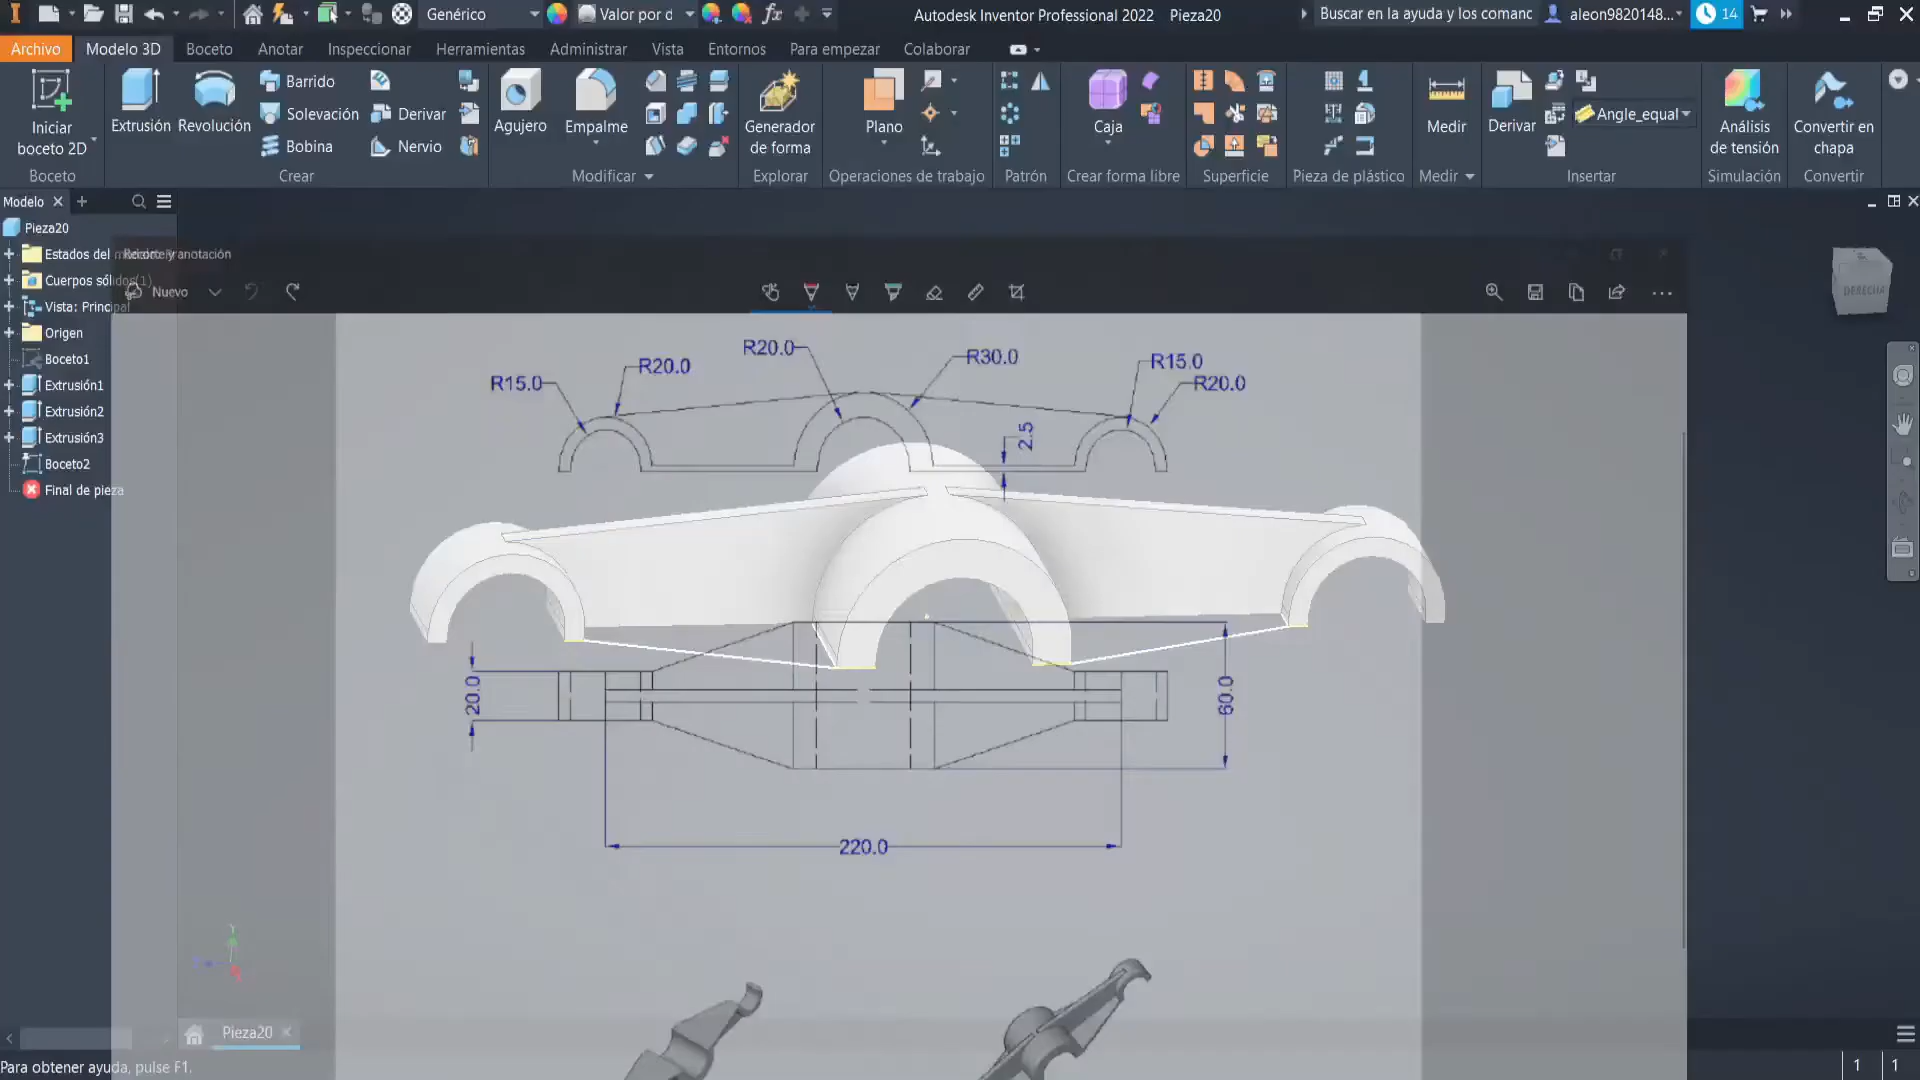 Genérico
Valor por d
fx
Autodesk Inventor Professional 2022 Pieza20
Buscar en la ayuda y los comanc
aleon9820148...
14
Archivo Modelo 3D Boceto Anotar Inspeccionar Herramientas Administrar Vista Entornos Para empezar Colaborar
Iniciar
boceto 2D
Extrusión
Revolución
Barrido
Solevación
Bobina
Derivar
Nervio
Agujero
Empalme
Generador
de forma
Plano
Caja
Medir
Derivar
Angle_equal
Análisis
de tensión
Convertir en
chapa
Boceto Crear Modificar Explorar Operaciones de trabajo Patrón Crear forma libre Superficie Pieza de plástico Medir Insertar Simulación Convertir
Modelo
Pieza20
Estados del
Cuerpos sólidos(1)
Vista: Principal
Origen
Boceto1
Extrusión1
Extrusión2
Extrusión3
Boceto2
Final de pieza
Nuevo
DERECHA
R15.0
R20.0
R20.0
R30.0
R15.0
R20.0
2.5
20.0
60.0
220.0
Y
Pieza20
Para obtener ayuda, pulse F1.
1 1